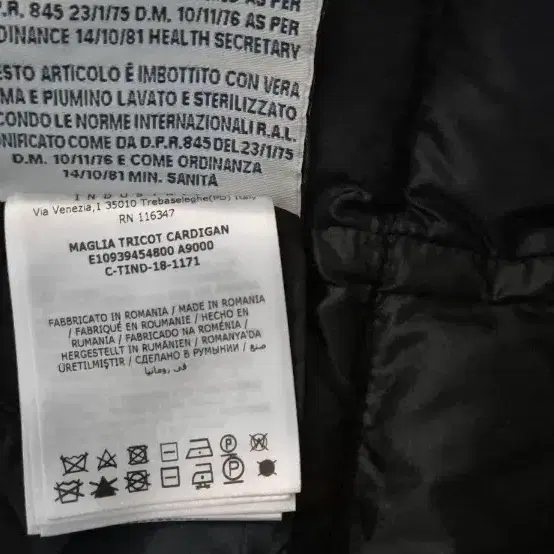 .R. 845 23/1/75 D.M. 10/11/76 AS PER
DINANCE 14/10/81 HEALTH SECRETARY
ESTO ARTICOLO È IMBOTTITO CON VERA
MA E PIUMINO LAVATO E STERILIZZATO
CONDO LE NORME INTERNAZIONALI R.A.L.
ONIFICATO COME DA D.P.R.845 DEL 23/1/75
D.M. 10/11/76 E COME ORDINANZA
14/10/81 MIN. SANITÀ
Via Venezia,1 35010 Trebaseleghe(PD) Italy
RN 116347
MAGLIA TRICOT CARDIGAN
E10939454800 A9000
C-TIND-18-1171
FABBRICATO IN ROMANIA / MADE IN ROMANIA
/ FABRIQUÉ EN ROUMANIE / HECHO EN
RUMANIA / FABRICADO NA ROMÉNIA /
HERGESTELLT IN RUMÄNIEN / ROMANYA'DA
ÜRETILMIŞTIR / СДЕЛАНО В РУМЫНИИ / صنع
في رومانيا
P W
P